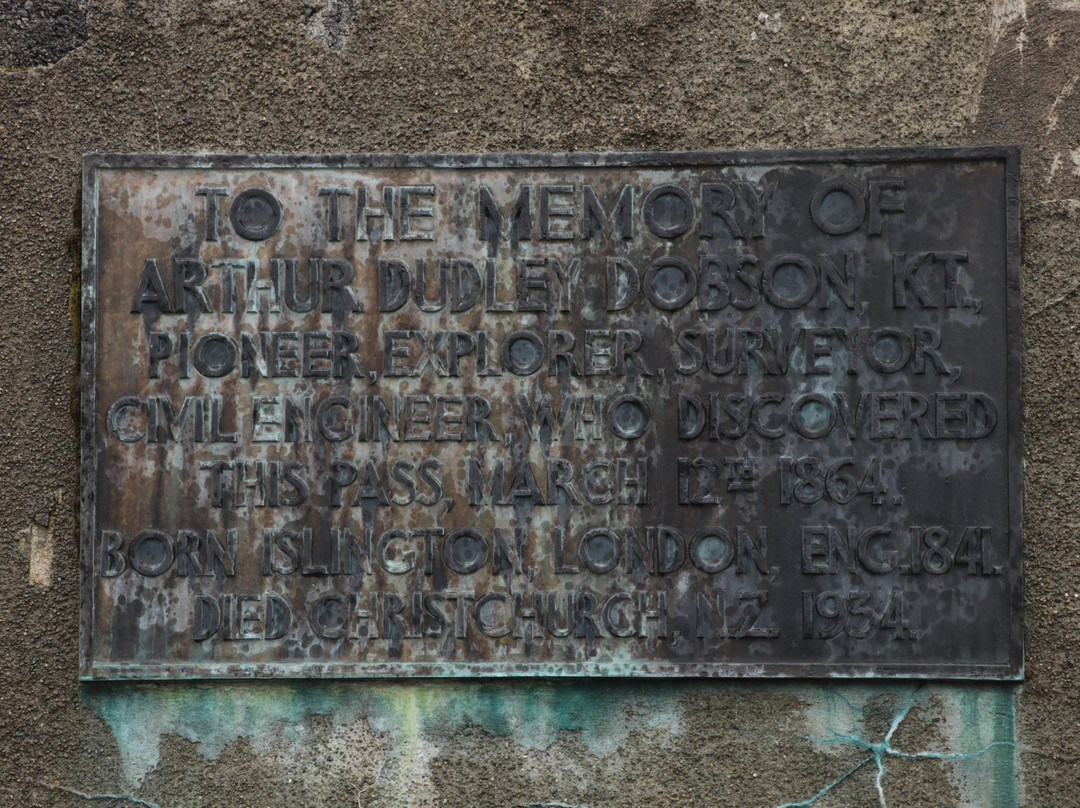 TO THE MEMORY OF
ARTHUR DUDLEY DOBSON, KT.,
PIONEER, EXPLORER, SURVEYOR,
CIVIL ENGINEER, WHO DISCOVERED
THIS PASS, MARCH 12TH 1864.
BORN ISLINGTON, LONDON, ENG. 1841.
DIED CHRISTCHURCH, N.Z. 1934.